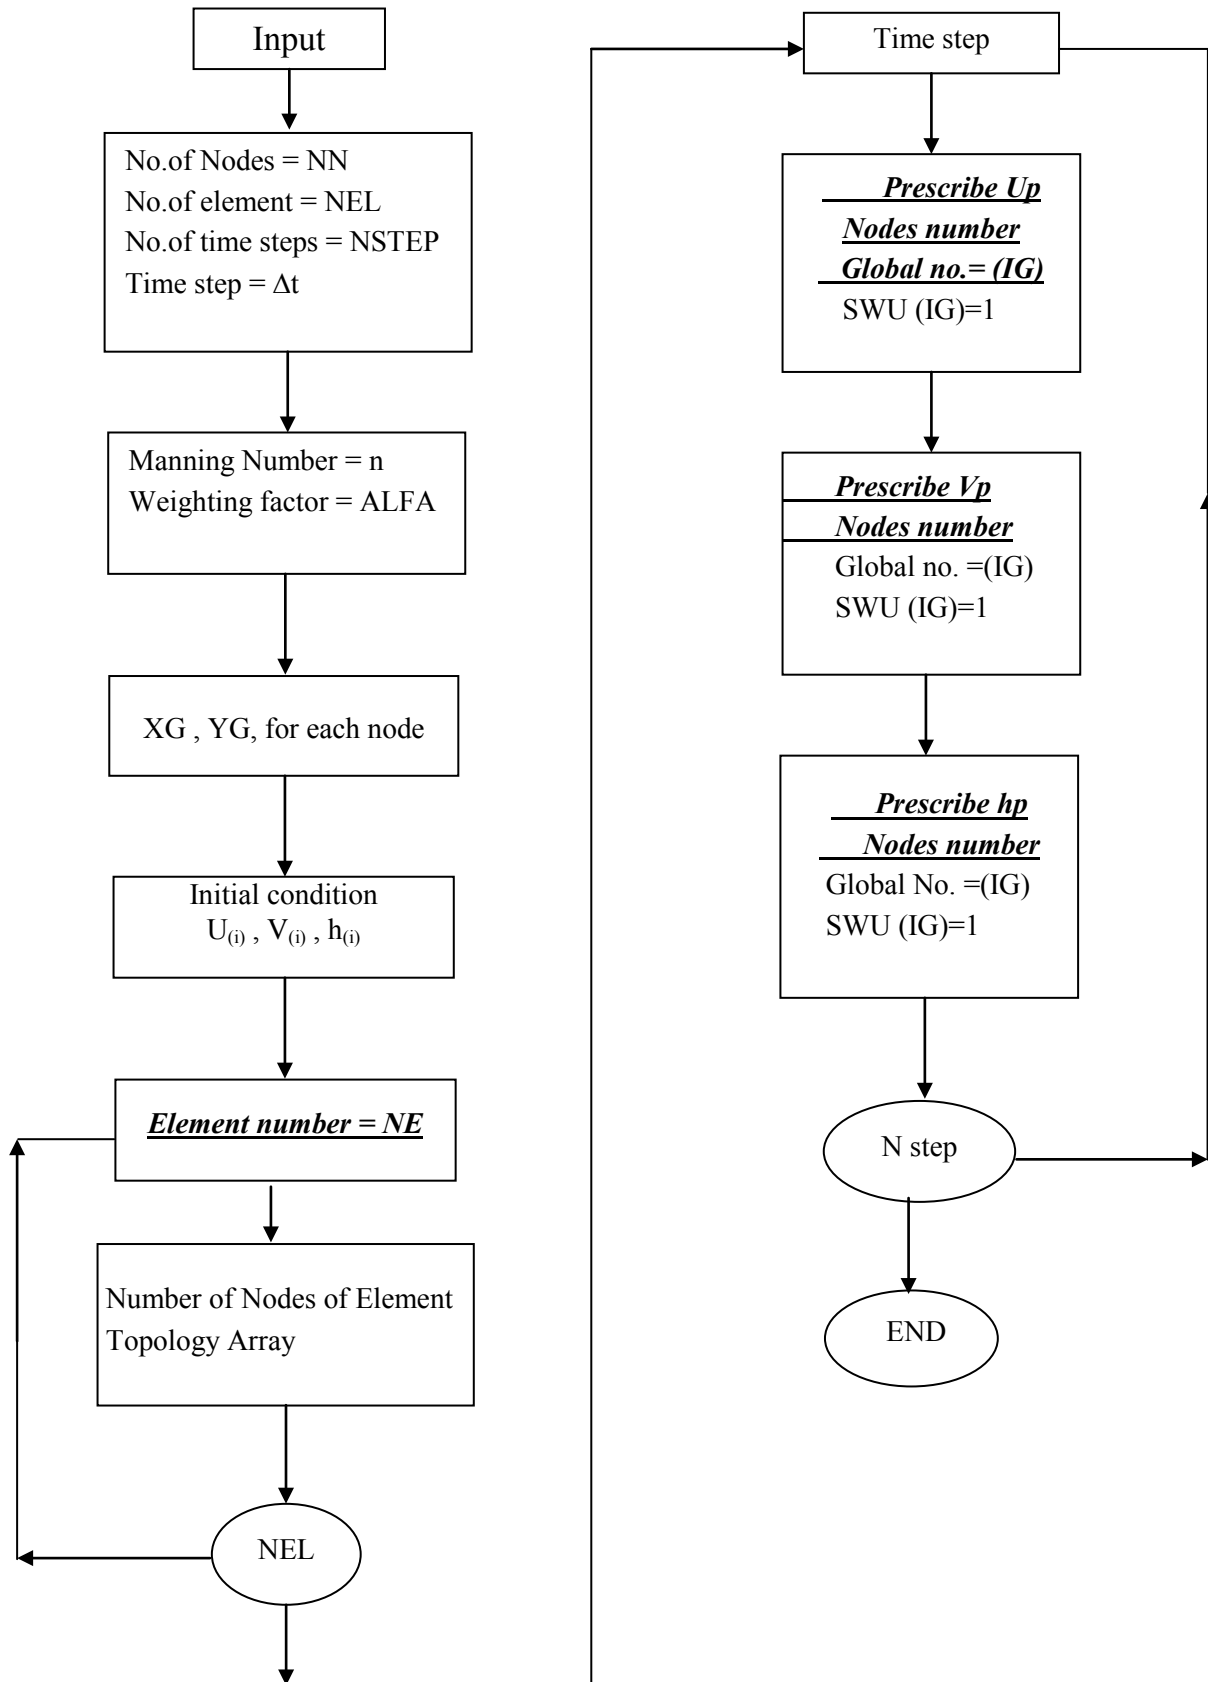 Input
No.of Nodes = NN
No.of element = NEL
No.of time steps = NSTEP
Time step = Δt
Manning Number = n
Weighting factor = ALFA
XG , YG, for each node
Initial condition
U(i) , V(i) , h(i)
Element number = NE
Number of Nodes of Element
Topology Array
NEL
Time step
Prescribe Up
Nodes number
Global no.= (IG)
SWU (IG)=1
Prescribe Vp
Nodes number
Global no. =(IG)
SWU (IG)=1
Prescribe hp
Nodes number
Global No. =(IG)
SWU (IG)=1
N step
END